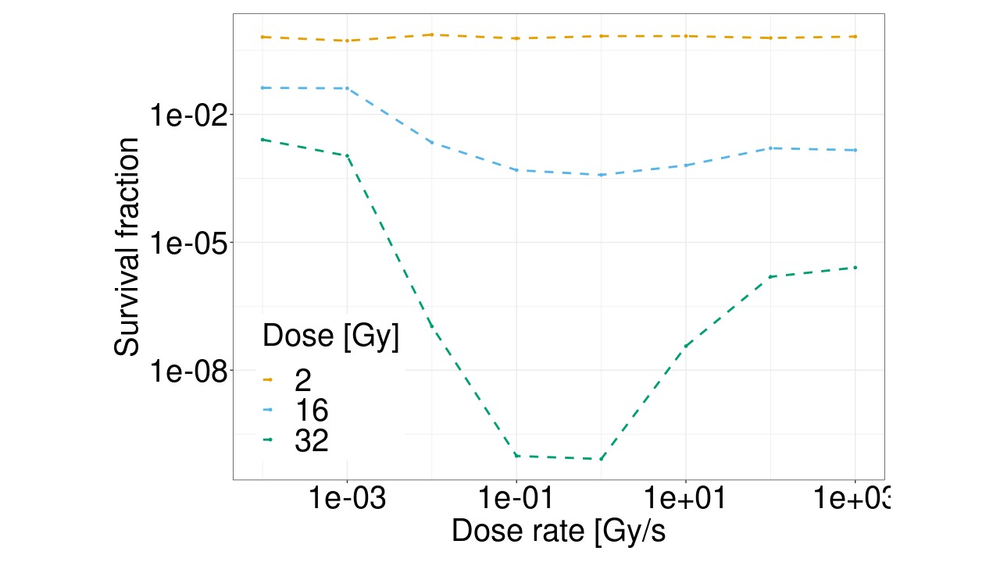 Survival fraction
1e-02
1e-05
1e-08
Dose [Gy]
2
16
32
1e-03 1e-01 1e+01 1e+03
Dose rate [Gy/s